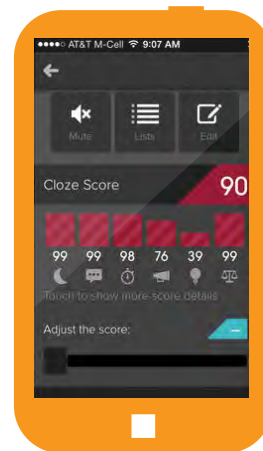 AT&T M-Cell 9:07 AM
Mute Lists Edit
Cloze Score 90
99 99 98 76 39 99
Touch to show more score details
Adjust the score: –